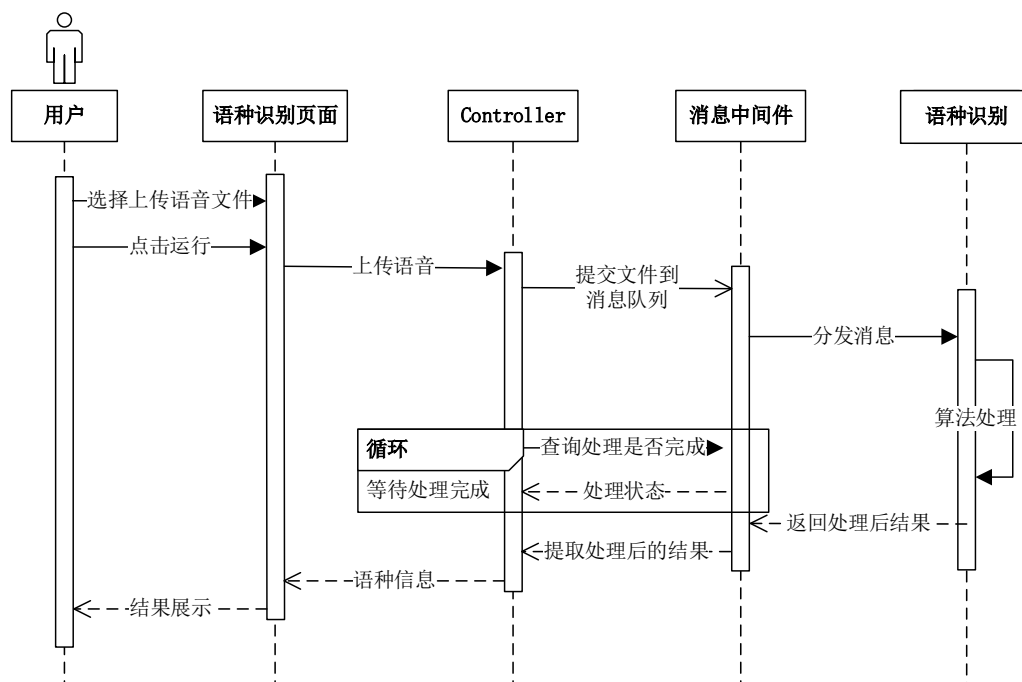 用户
语种识别页面
Controller
消息中间件
语种识别
选择上传语音文件
点击运行
上传语音
提交文件到
消息队列
分发消息
算法处理
循环
查询处理是否完成
等待处理完成
处理状态
返回处理后结果
提取处理后的结果
语种信息
结果展示